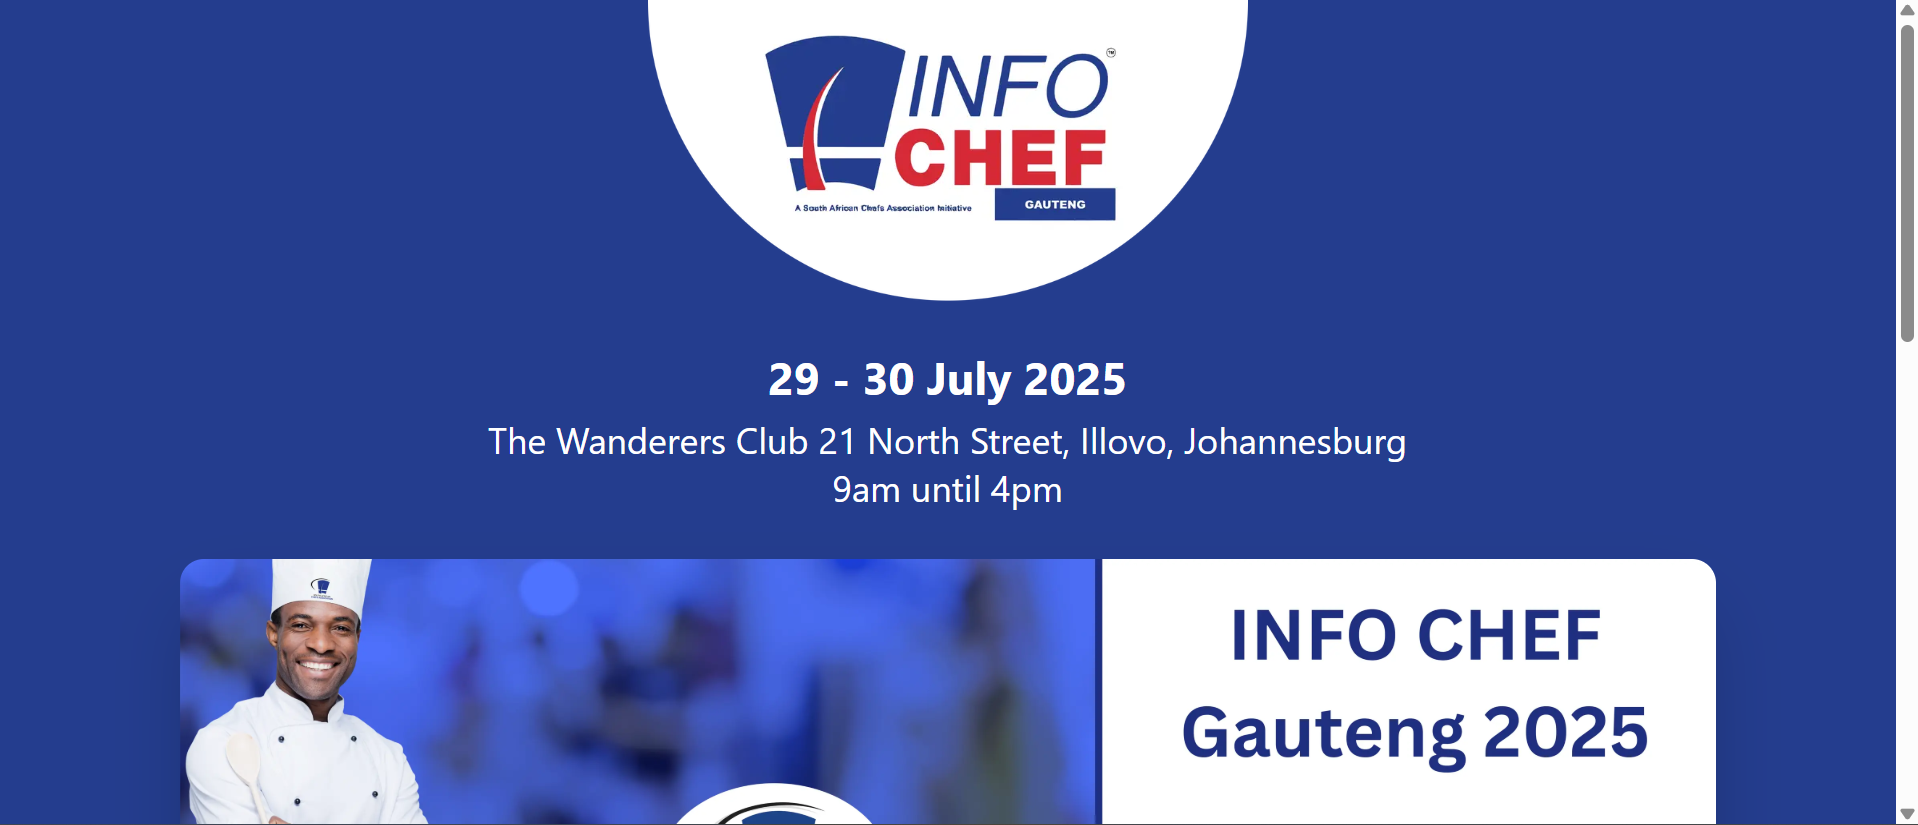 INFO
TM
CHEF
GAUTENG
A South African Chefs Association Initiative
29 - 30 July 2025
The Wanderers Club 21 North Street, Illovo, Johannesburg
9am until 4pm
INFO CHEF
Gauteng 2025